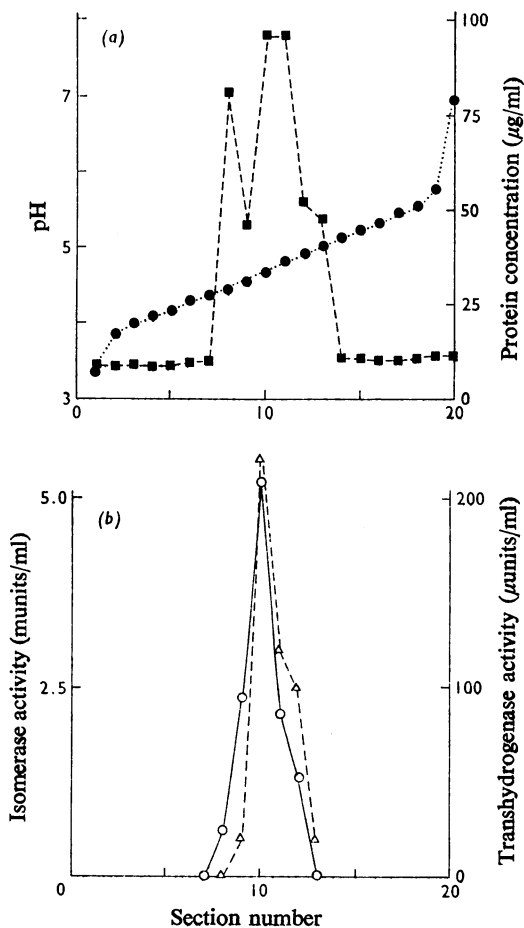 (a)
100
7
75
5
50
25
3
0
0
10
20
pH
Protein concentration (μg/ml)
(b)
5.0
200
2.5
100
0
0
10
20
Isomerase activity (munits/ml)
Transhydrogenase activity (μunits/ml)
Section number